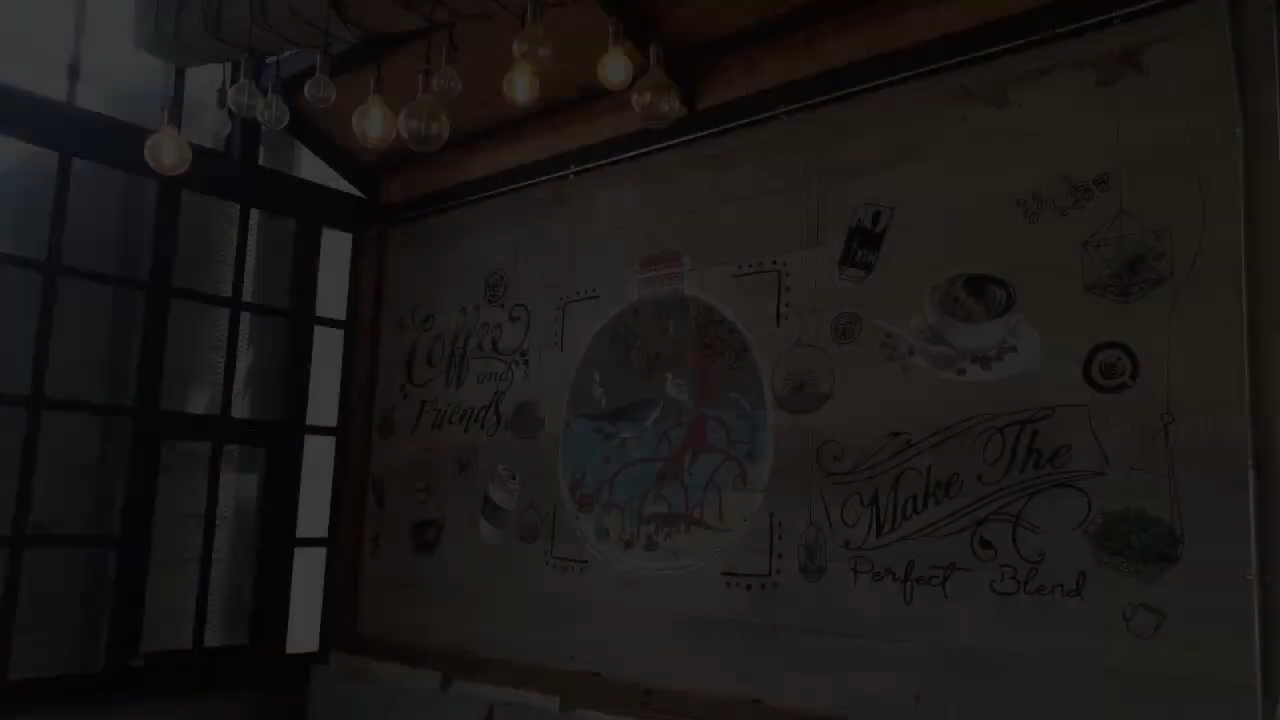 Coffee
and
Friends
Make The
Perfect Blend